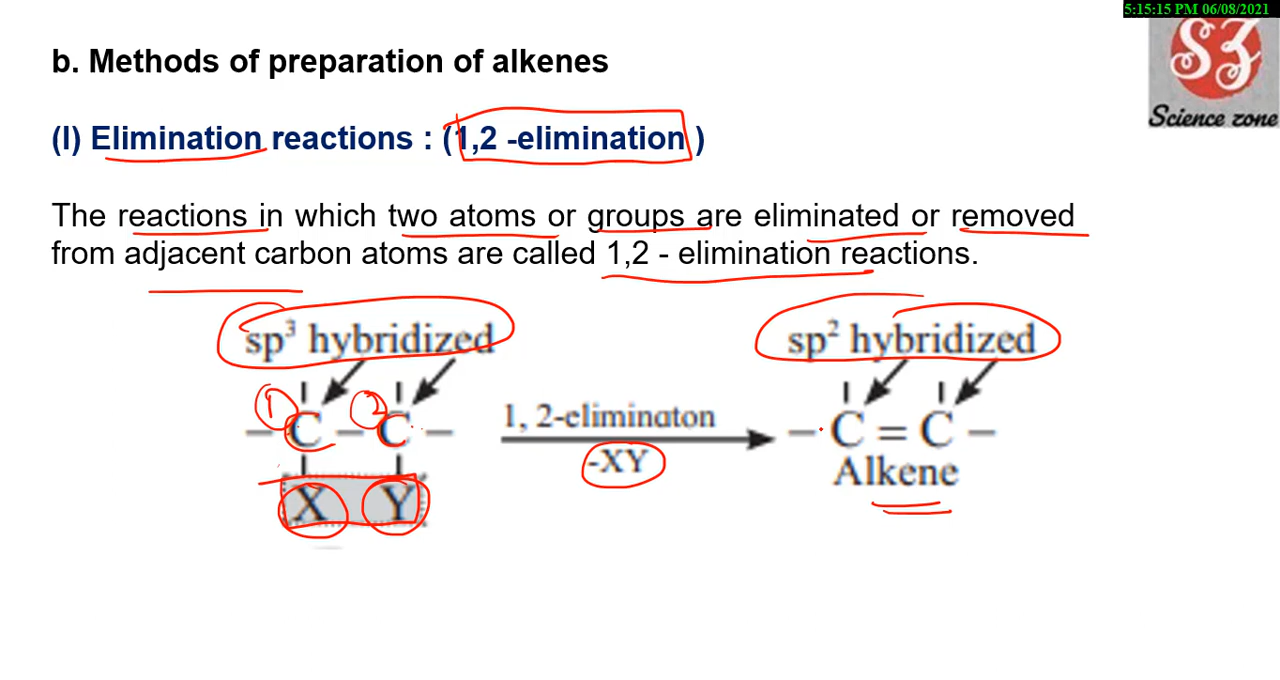 5:15:15 PM 06/08/2021
SZ
Science zone
b. Methods of preparation of alkenes
(I) Elimination reactions : (1,2 -elimination )
The reactions in which two atoms or groups are eliminated or removed
from adjacent carbon atoms are called 1,2 - elimination reactions.
sp³ hybridized
sp² hybridized
1 2
– C – C –
1, 2-eliminaton
– C = C –
-XY
Alkene
X Y